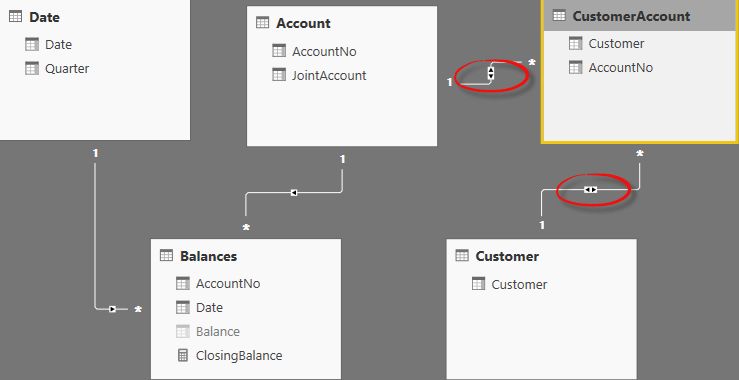 Date
Date
Quarter
Account
AccountNo
JointAccount
CustomerAccount
Customer
AccountNo
1
*
1
1
*
*
1
*
Balances
AccountNo
Date
Balance
ClosingBalance
Customer
Customer